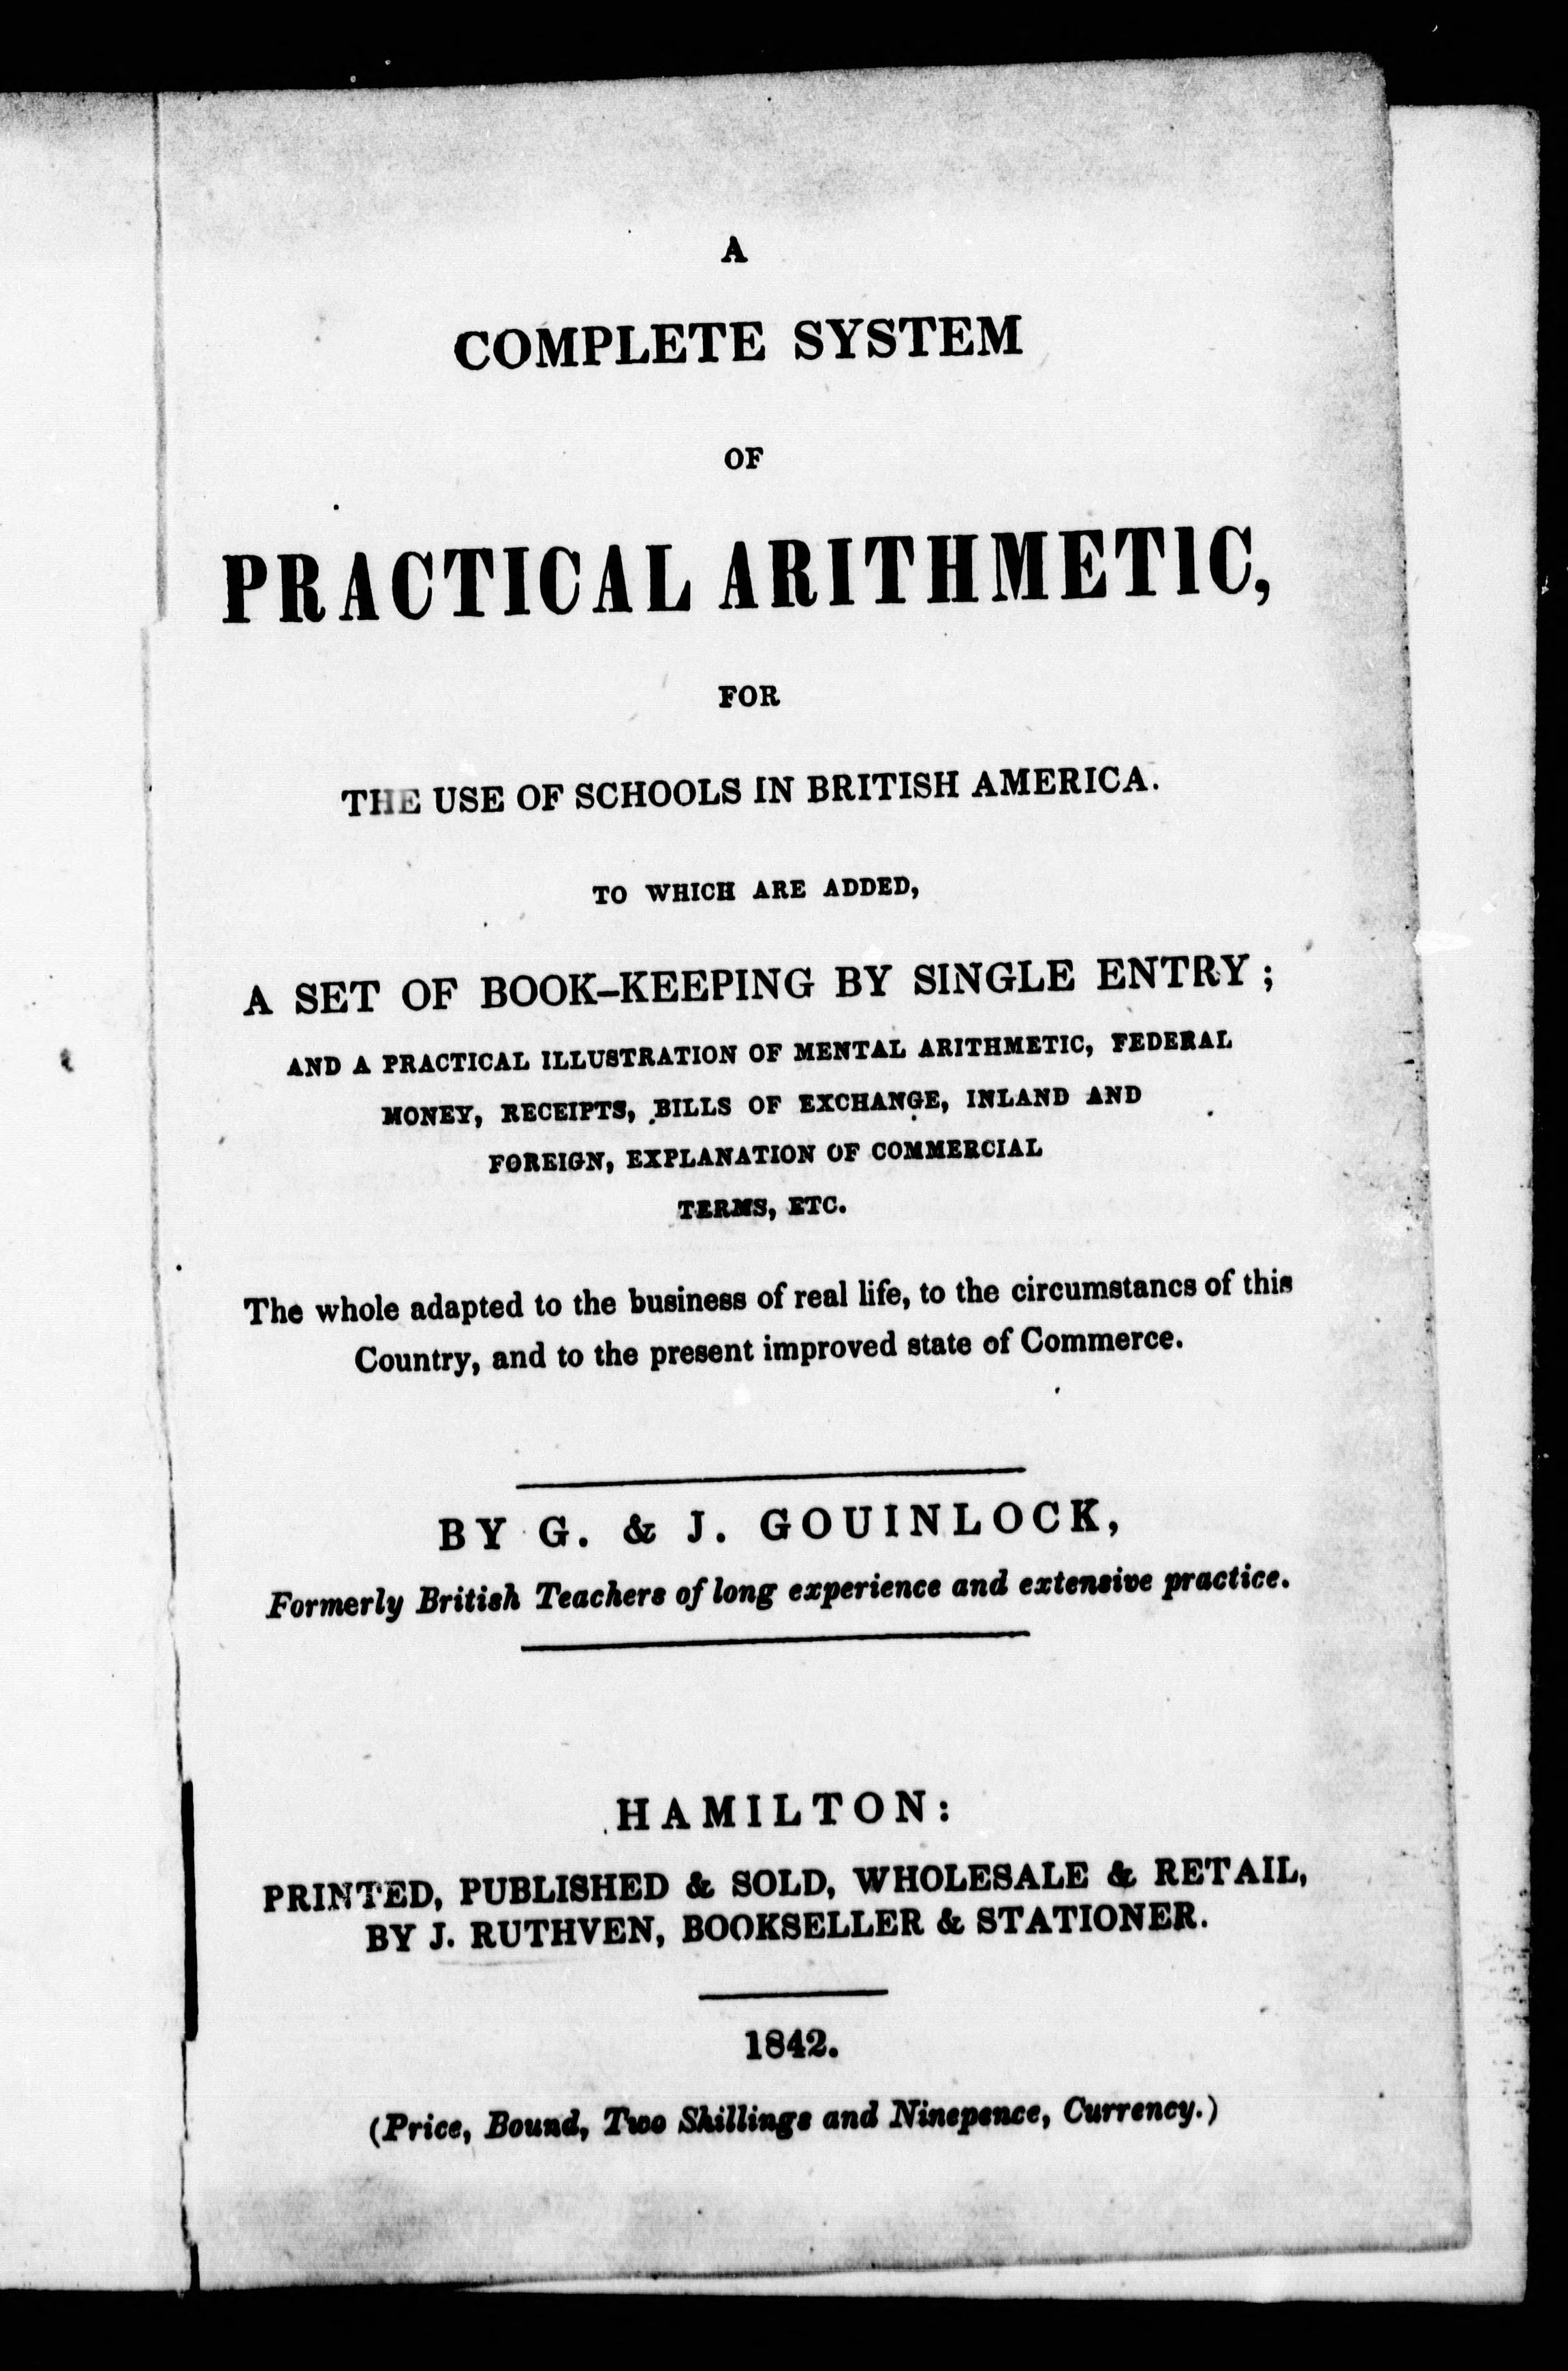 A
COMPLETE SYSTEM
OF
PRACTICAL ARITHMETIC,
FOR
THE USE OF SCHOOLS IN BRITISH AMERICA.
TO WHICH ARE ADDED,
A SET OF BOOK-KEEPING BY SINGLE ENTRY;
AND A PRACTICAL ILLUSTRATION OF MENTAL ARITHMETIC, FEDERAL
MONEY, RECEIPTS, BILLS OF EXCHANGE, INLAND AND
FOREIGN, EXPLANATION OF COMMERCIAL
TERMS, ETC.
The whole adapted to the business of real life, to the circumstancs of this
Country, and to the present improved state of Commerce.
BY G. & J. GOUINLOCK,
Formerly British Teachers of long experience and extensive practice.
HAMILTON:
PRINTED, PUBLISHED & SOLD, WHOLESALE & RETAIL,
BY J. RUTHVEN, BOOKSELLER & STATIONER.
1842.
(Price, Bound, Two Shillings and Ninepence, Currency.)